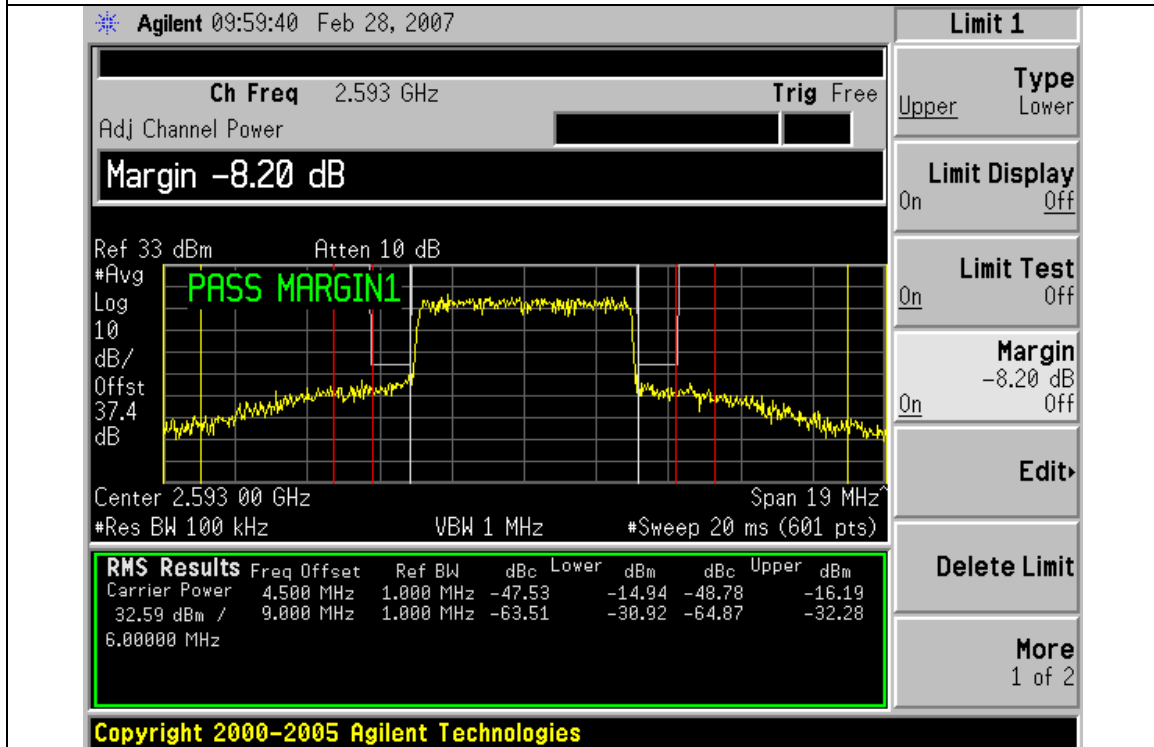 Agilent 09:59:40 Feb 28, 2007
Limit 1
Ch Freq 2.593 GHz Trig Free
Adj Channel Power
Margin -8.20 dB
Ref 33 dBm Atten 10 dB
#Avg
Log
10
dB/
Offst
37.4
dB
PASS MARGIN1
Center 2.593 00 GHz Span 19 MHz^
#Res BW 100 kHz VBW 1 MHz #Sweep 20 ms (601 pts)
RMS Results Freq Offset Ref BW dBc Lower dBm dBc Upper dBm
Carrier Power 4.500 MHz 1.000 MHz -47.53 -14.94 -48.78 -16.19
32.59 dBm / 9.000 MHz 1.000 MHz -63.51 -30.92 -64.87 -32.28
6.00000 MHz
Copyright 2000-2005 Agilent Technologies
Type
Upper Lower
Limit Display
On Off
Limit Test
On Off
Margin
-8.20 dB
On Off
Edit▸
Delete Limit
More
1 of 2